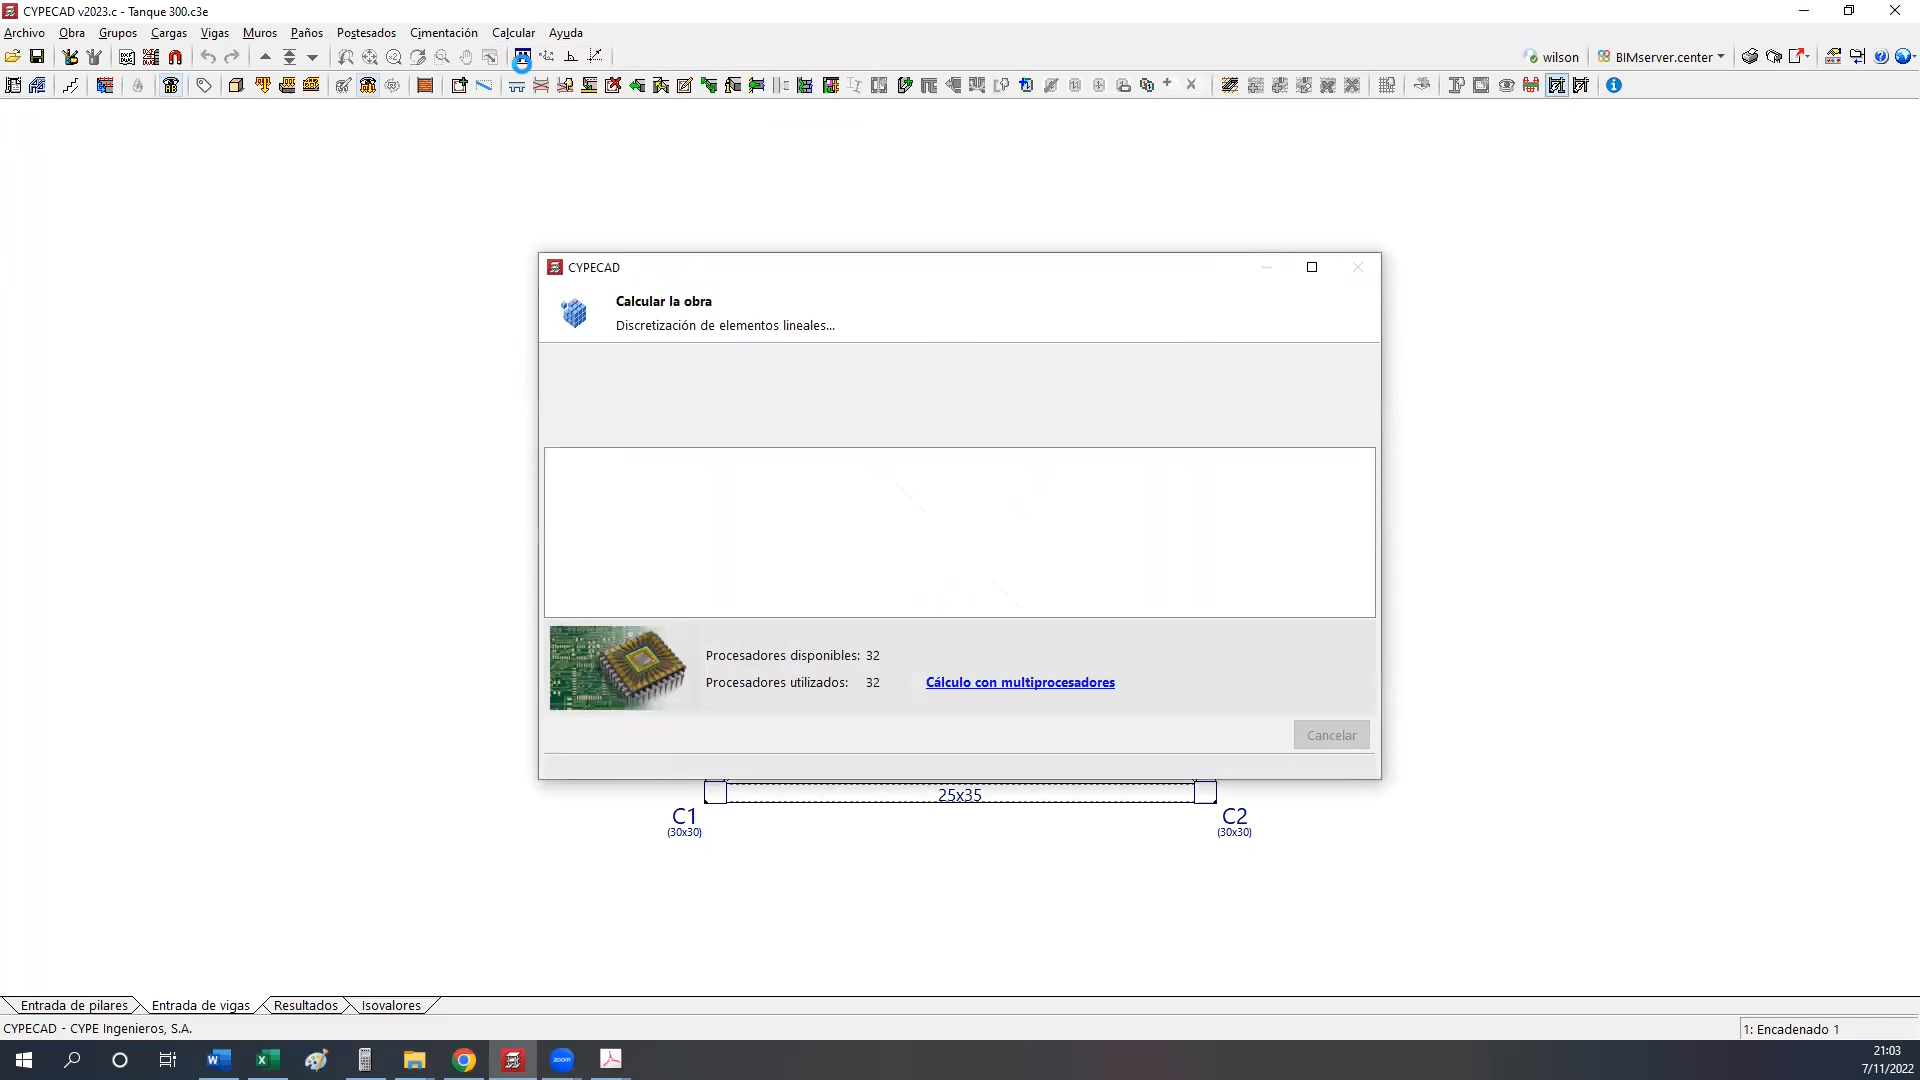 CYPECAD v2023.c - Tanque 300.c3e
Archivo Obra Grupos Cargas Vigas Muros Paños Postesados Cimentación Calcular Ayuda
wilson BIMserver.center
CYPECAD
Calcular la obra
Discretización de elementos lineales...
Procesadores disponibles: 32
Procesadores utilizados: 32 Cálculo con multiprocesadores
Cancelar
25x35
C1 C2
(30x30) (30x30)
Entrada de pilares Entrada de vigas Resultados Isovalores
CYPECAD - CYPE Ingenieros, S.A. 1: Encadenado 1
zoom
21:03
7/11/2022